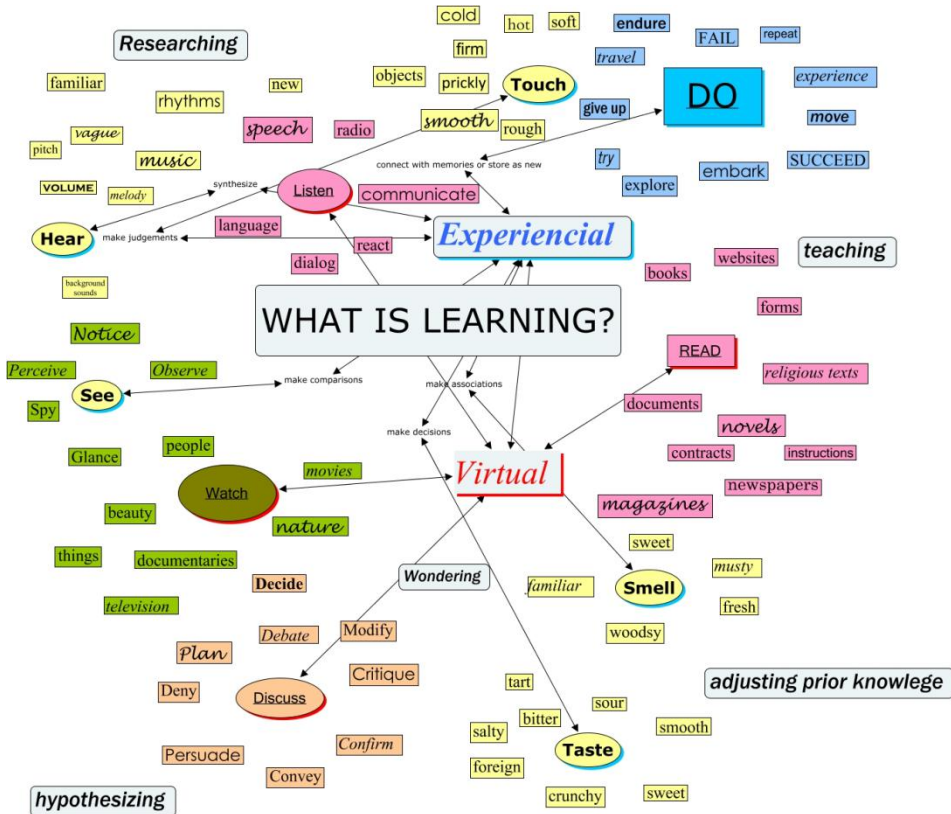 Researching
cold
hot
soft
endure
FAIL
repeat
firm
travel
familiar
new
objects
prickly
Touch
DO
experience
rhythms
speech
radio
smooth
rough
give up
move
vague
pitch
music
connect with memories or store as new
try
SUCCEED
embark
explore
VOLUME
melody
synthesize
Listen
communicate
Hear
make judgements
language
react
Experiencial
dialog
teaching
websites
books
background
sounds
forms
WHAT IS LEARNING?
Notice
READ
Perceive
Observe
religious texts
See
make comparisons
make associations
Spy
documents
novels
make decisions
people
Glance
movies
Virtual
contracts
instructions
Watch
newspapers
beauty
nature
magazines
things
documentaries
sweet
Wondering
musty
Decide
familiar
Smell
television
fresh
Debate
Modify
woodsy
Plan
Critique
Deny
Discuss
adjusting prior knowlege
tart
sour
bitter
salty
smooth
Persuade
Confirm
Taste
foreign
Convey
crunchy
sweet
hypothesizing